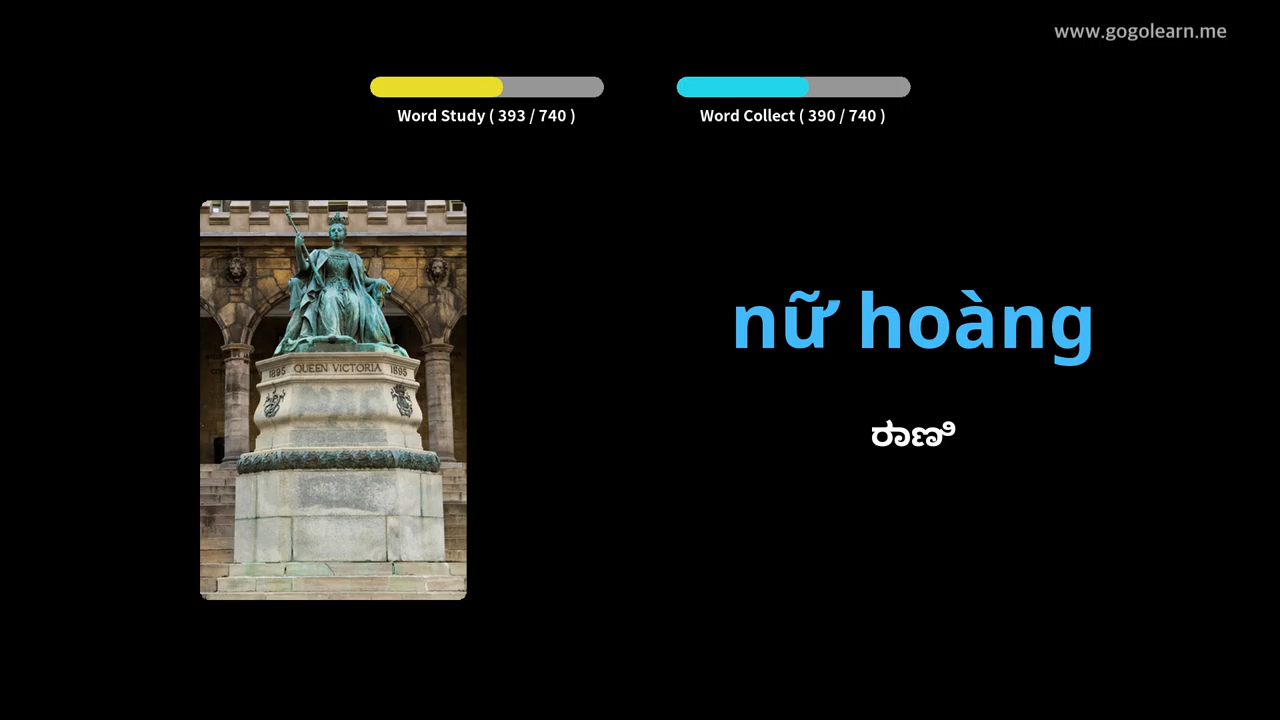 www.gogolearn.me
Word Study ( 393 / 740 )
Word Collect ( 390 / 740 )
1895 QUEEN VICTORIA 1895
nữ hoàng
ರಾಣಿ